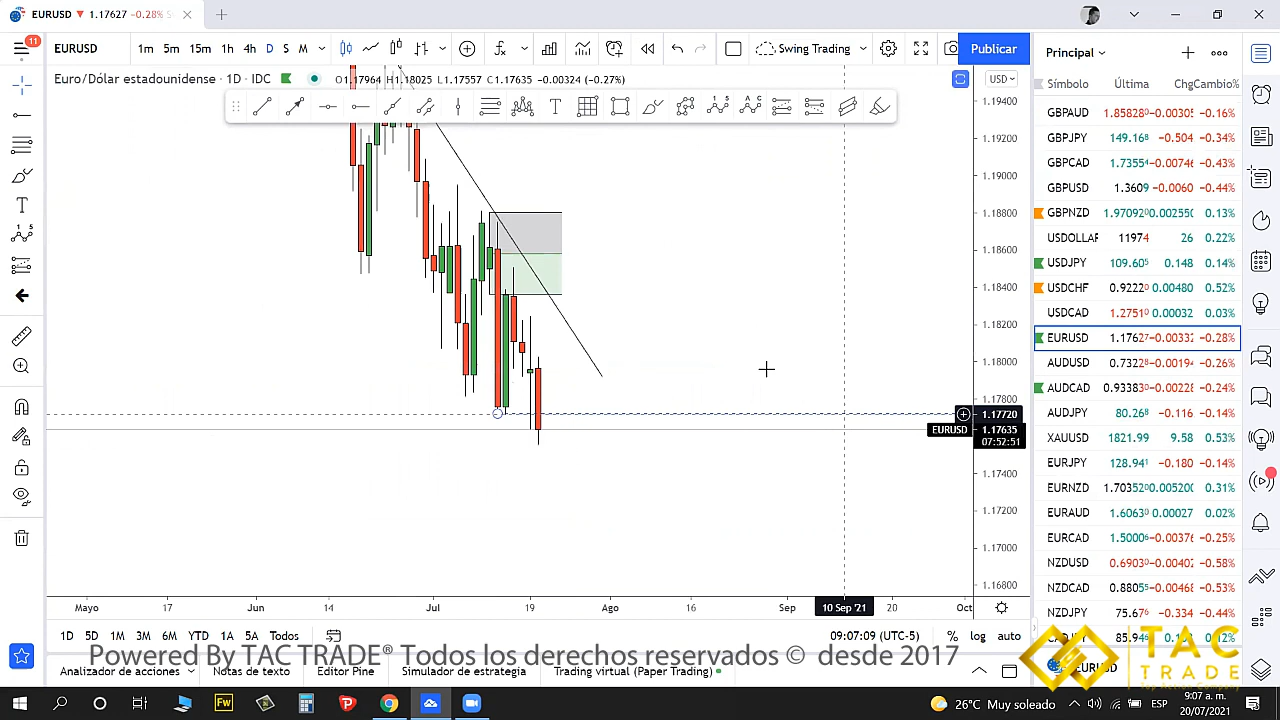 EURUSD ▼ 1.17627 −0.28%
11
EURUSD 1m 5m 15m 1h 4h D S M Swing Trading Publicar
Euro/Dólar estadounidense · 1D · IDC O1.17964 H1.18025 L1.17557 C1.17635 −0.00324 (−0.27%)
USD
1.19400
1.19200
1.19000
1.18800
1.18600
1.18400
1.18200
1.18000
1.17800
1.17720
EURUSD 1.17635
07:52:51
1.17400
1.17200
1.17000
1.16800
Mayo 17 Jun 14 Jul 19 Ago 16 Sep 10 Sep '21 20 Oct
1D 5D 1M 3M 6M YTD 1A 5A Todos 09:07:09 (UTC-5) % log auto
Powered By TAC TRADE® Todos los derechos reservados © desde 2017
Analizador de acciones Notas de texto Editor Pine Simulador de estrategia Trading virtual (Paper Trading)
Principal
Símbolo Última Chg Cambio%
GBPAUD 1.85828 −0.00305 −0.16%
GBPJPY 149.168 −0.504 −0.34%
GBPCAD 1.73554 −0.00746 −0.43%
GBPUSD 1.3609 −0.0060 −0.44%
GBPNZD 1.97092 0.00255 0.13%
USDOLLAR 11974 26 0.22%
USDJPY 109.605 0.148 0.14%
USDCHF 0.92220 0.00480 0.52%
USDCAD 1.27510 0.00032 0.03%
EURUSD 1.17627 −0.00332 −0.28%
AUDUSD 0.73228 −0.00194 −0.26%
AUDCAD 0.93383 −0.00228 −0.24%
AUDJPY 80.268 −0.116 −0.14%
XAUUSD 1821.99 9.58 0.53%
EURJPY 128.941 −0.180 −0.14%
EURNZD 1.70352 0.00520 0.31%
EURAUD 1.60630 0.00027 0.02%
EURCAD 1.50006 −0.00376 −0.25%
NZDUSD 0.69030 −0.00402 −0.58%
NZDCAD 0.88055 −0.00468 −0.53%
NZDJPY 75.676 −0.334 −0.44%
85.946
EURUSD
TAC
TRADE
FW
ESP
26°C Muy soleado
9:07 a. m.
20/07/2021